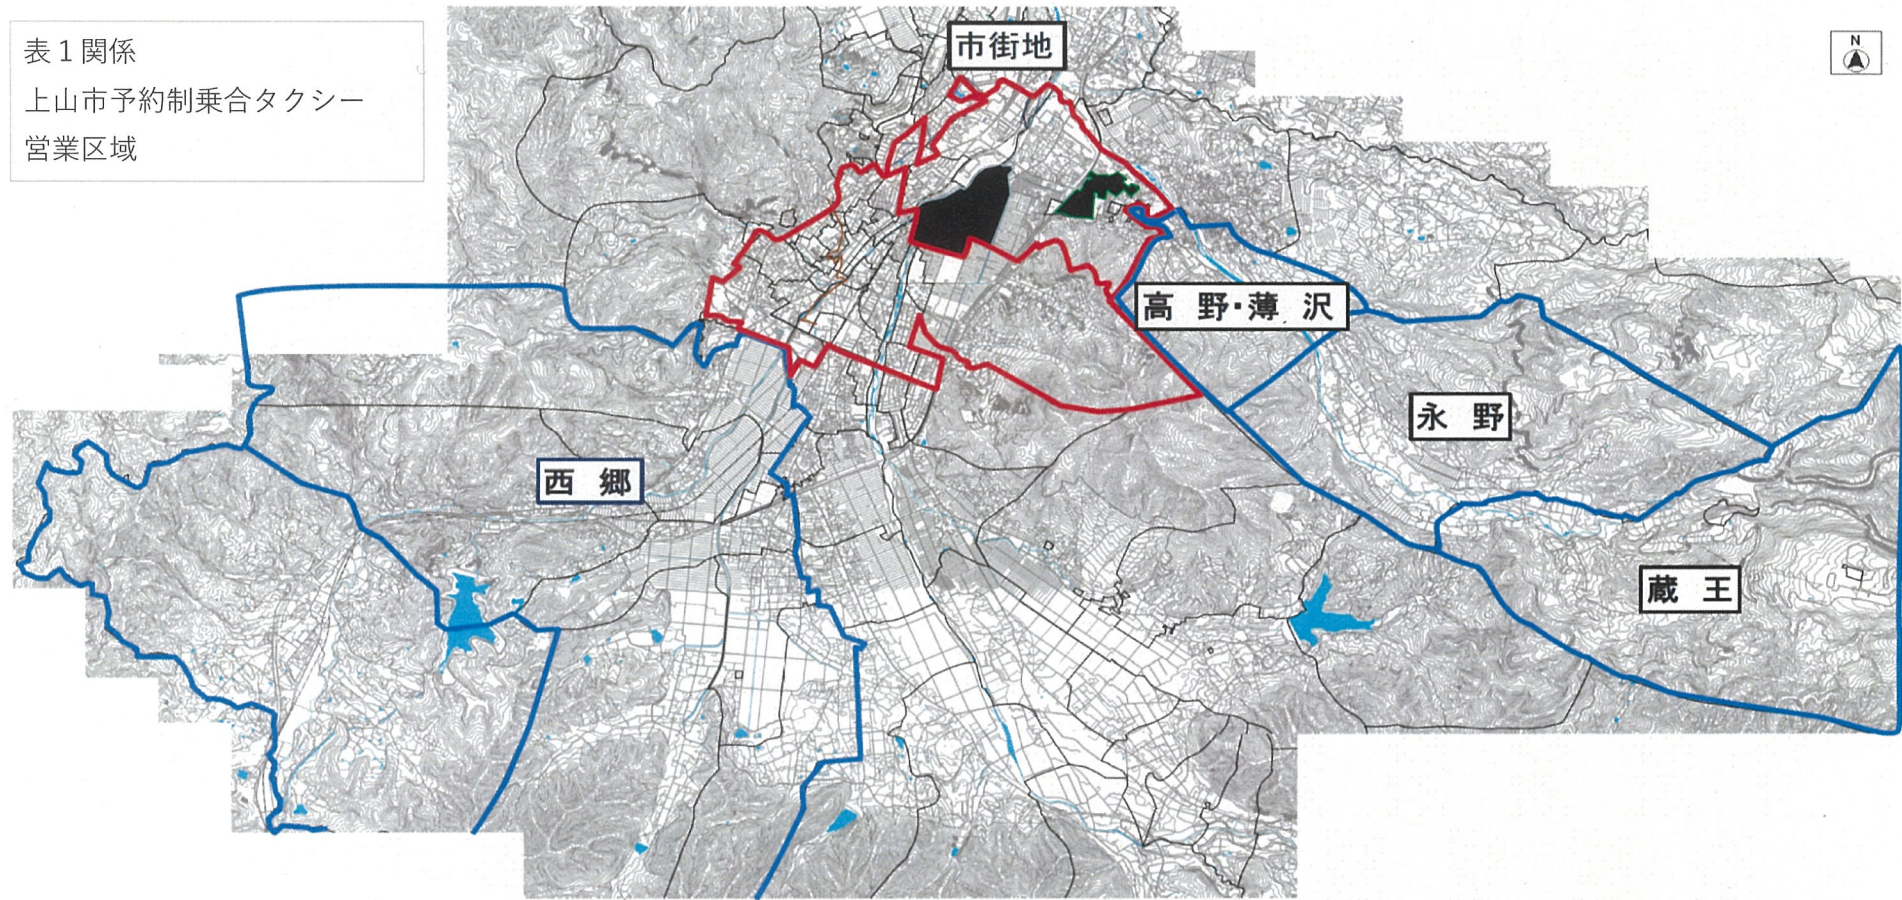 表1関係
上山市予約制乗合タクシー
営業区域
市街地
N
高野・薄沢
永野
西郷
蔵王